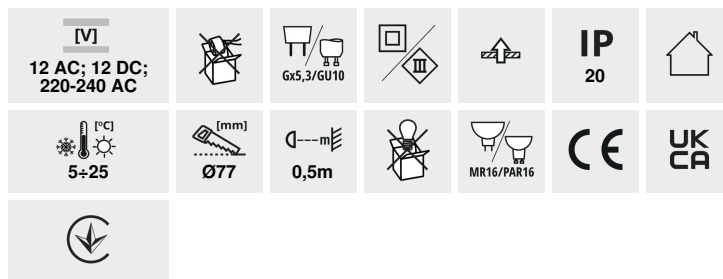 [V]
12 AC; 12 DC;
220-240 AC
Gx5,3/GU10
III
IP
20
[°C]
5÷25
[mm]
Ø77
m
0,5m
MR16/PAR16
CE
UK
CA